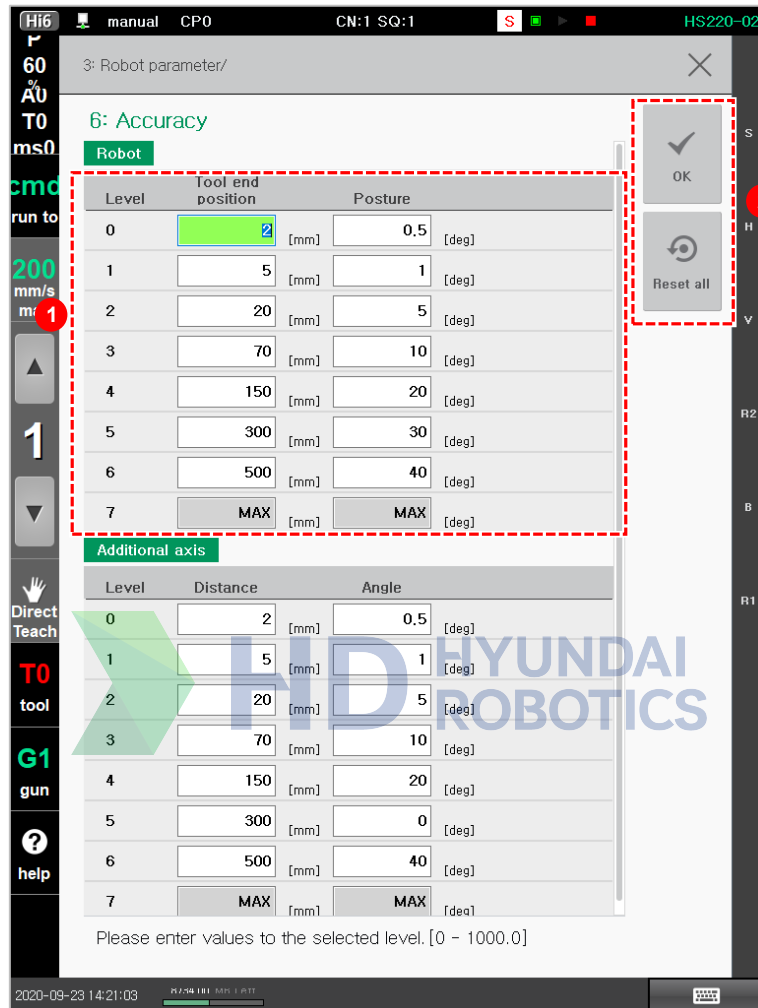 Hi6 manual CP0 CN:1 SQ:1 S HS220-02
P
60
%
A0
T0
ms0
cmd
run to
200
mm/s
1
1
Direct
Teach
T0
tool
G1
gun
?
help
3: Robot parameter/
6: Accuracy
Robot
Level Tool end position Posture
0 2 [mm] 0.5 [deg]
1 5 [mm] 1 [deg]
2 20 [mm] 5 [deg]
3 70 [mm] 10 [deg]
4 150 [mm] 20 [deg]
5 300 [mm] 30 [deg]
6 500 [mm] 40 [deg]
7 MAX [mm] MAX [deg]
Additional axis
Level Distance Angle
0 2 [mm] 0.5 [deg]
1 5 [mm] 1 [deg]
2 20 [mm] 5 [deg]
3 70 [mm] 10 [deg]
4 150 [mm] 20 [deg]
5 300 [mm] 0 [deg]
6 500 [mm] 40 [deg]
7 MAX [mm] MAX [deg]
Please enter values to the selected level.[0 - 1000.0]
OK
Reset all
S
H
V
R2
B
R1
HD HYUNDAI
ROBOTICS
2020-09-23 14:21:03